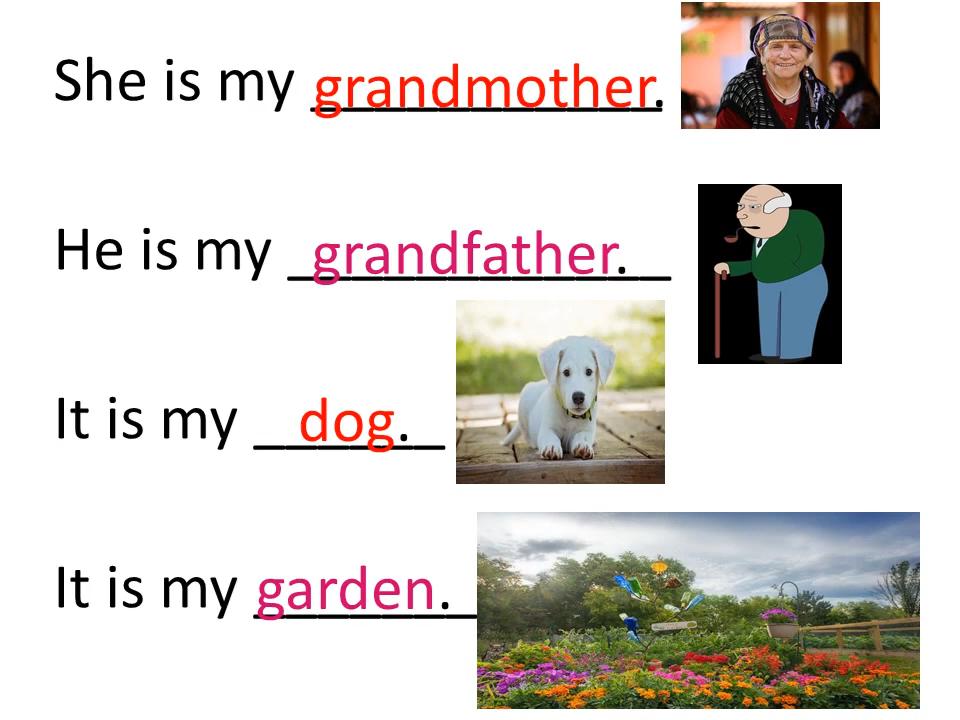 She is my grandmother.
He is my grandfather.
It is my dog.
It is my garden.